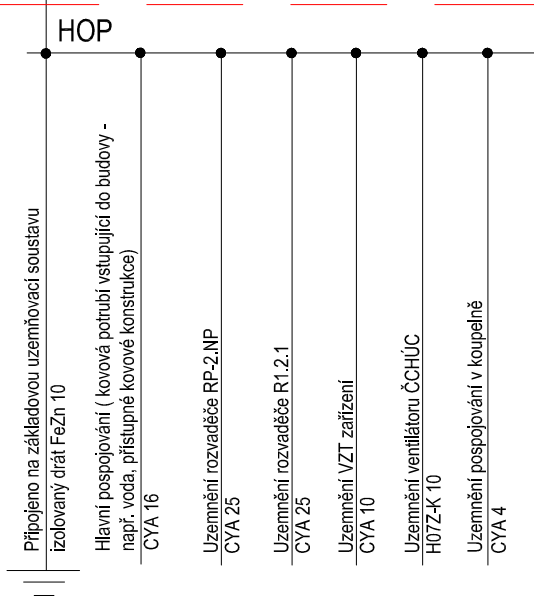 HOP
Připojeno na základovou uzemňovací soustavu
izolovaný drát FeZn 10
Hlavní pospojování ( kovová potrubí vstupující do budovy -
např. voda, přístupné kovové konstrukce)
CYA 16
Uzemnění rozvaděče RP-2.NP
CYA 25
Uzemnění rozvaděče R1.2.1
CYA 25
Uzemnění VZT zařízení
CYA 10
Uzemnění ventilátoru ČCHÚC
H07Z-K 10
Uzemnění pospojování v koupelně
CYA 4